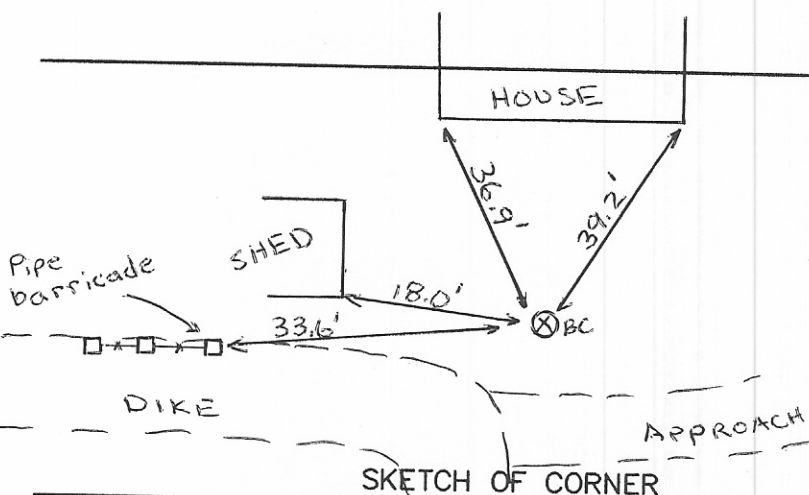 HOUSE
36.9'
39.2'
SHED
Pipe
barricade
18.0'
33.6'
BC
DIKE
APPROACH
SKETCH OF CORNER